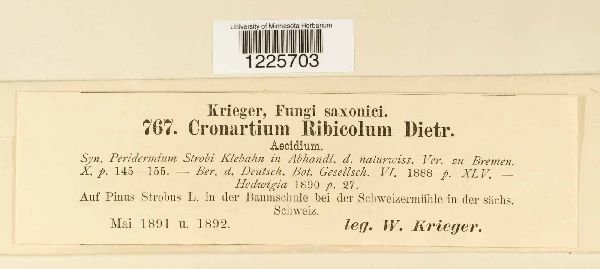 University of Minnesota Herbarium
1225703
Krieger, Fungi saxonici.
767. Cronartium Ribicolum Dietr.
Aecidium.
Syn. Peridermium Strobi Klebahn in Abhandl. d. naturwiss. Ver. zu Bremen.
X. p. 145—155. — Ber. d. Deutsch. Bot. Gesellsch. VI. 1888 p. XLV. —
Hedwigia 1890 p. 27.
Auf Pinus Strobus L. in der Baumschule bei der Schweizermühle in der sächs.
Schweiz.
Mai 1891 u. 1892. leg. W. Krieger.